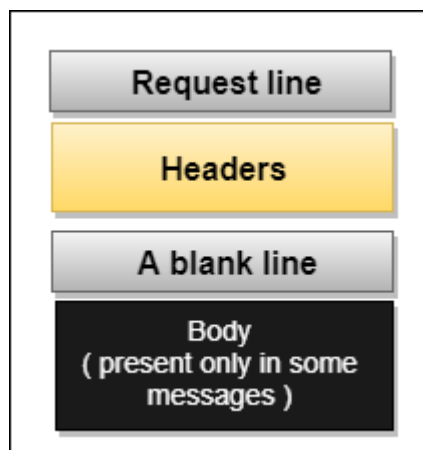 Request line
Headers
A blank line
Body
( present only in some
messages )